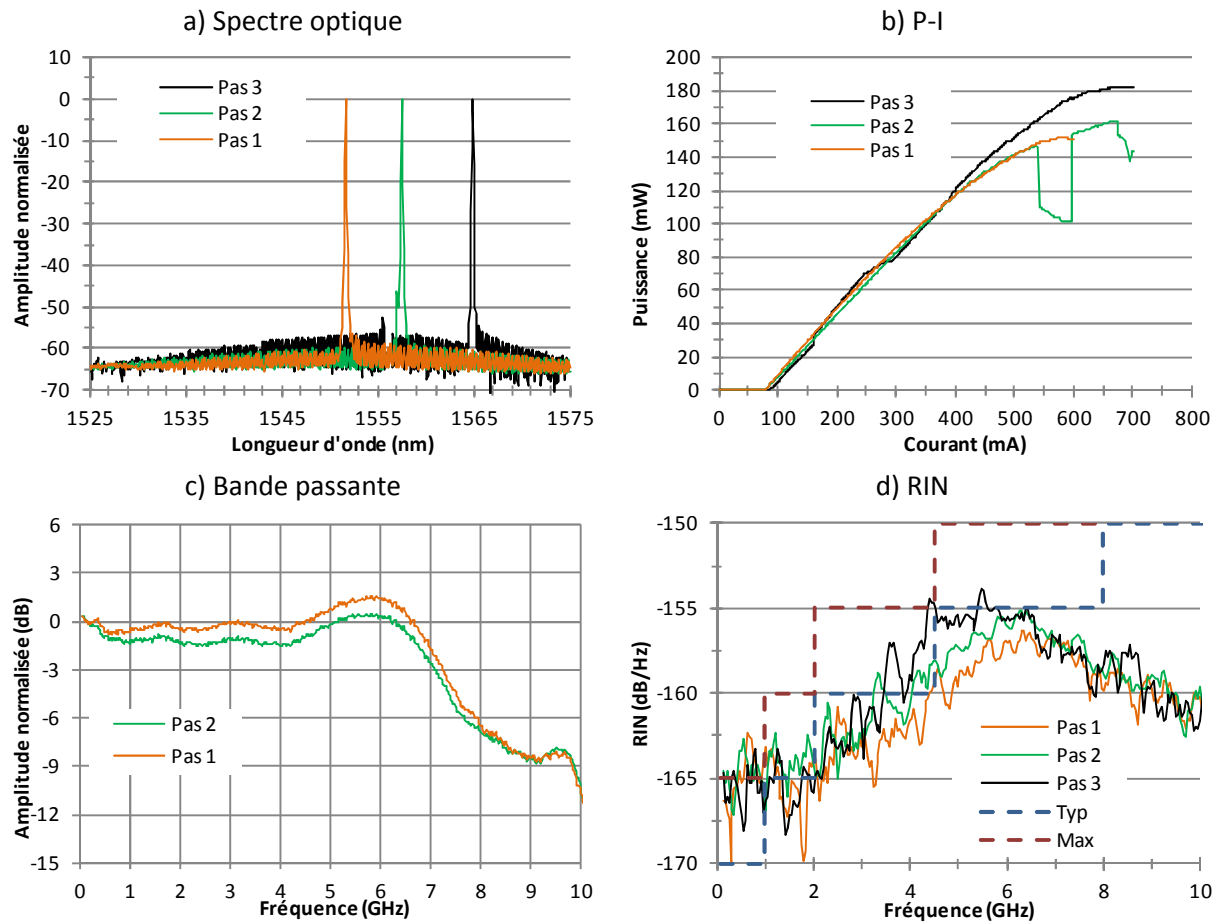 a) Spectre optique
10
0
-10
-20
-30
-40
-50
-60
-70
Amplitude normalisée
Pas 3
Pas 2
Pas 1
1525 1535 1545 1555 1565 1575
Longueur d'onde (nm)
b) P-I
200
180
160
140
120
100
80
60
40
20
0
Puissance (mW)
Pas 3
Pas 2
Pas 1
0 100 200 300 400 500 600 700 800
Courant (mA)
c) Bande passante
6
3
0
-3
-6
-9
-12
-15
Amplitude normalisée (dB)
Pas 2
Pas 1
0 1 2 3 4 5 6 7 8 9 10
Fréquence (GHz)
d) RIN
-150
-155
-160
-165
-170
RIN (dB/Hz)
Pas 1
Pas 2
Pas 3
Typ
Max
0 2 4 6 8 10
Fréquence (GHz)